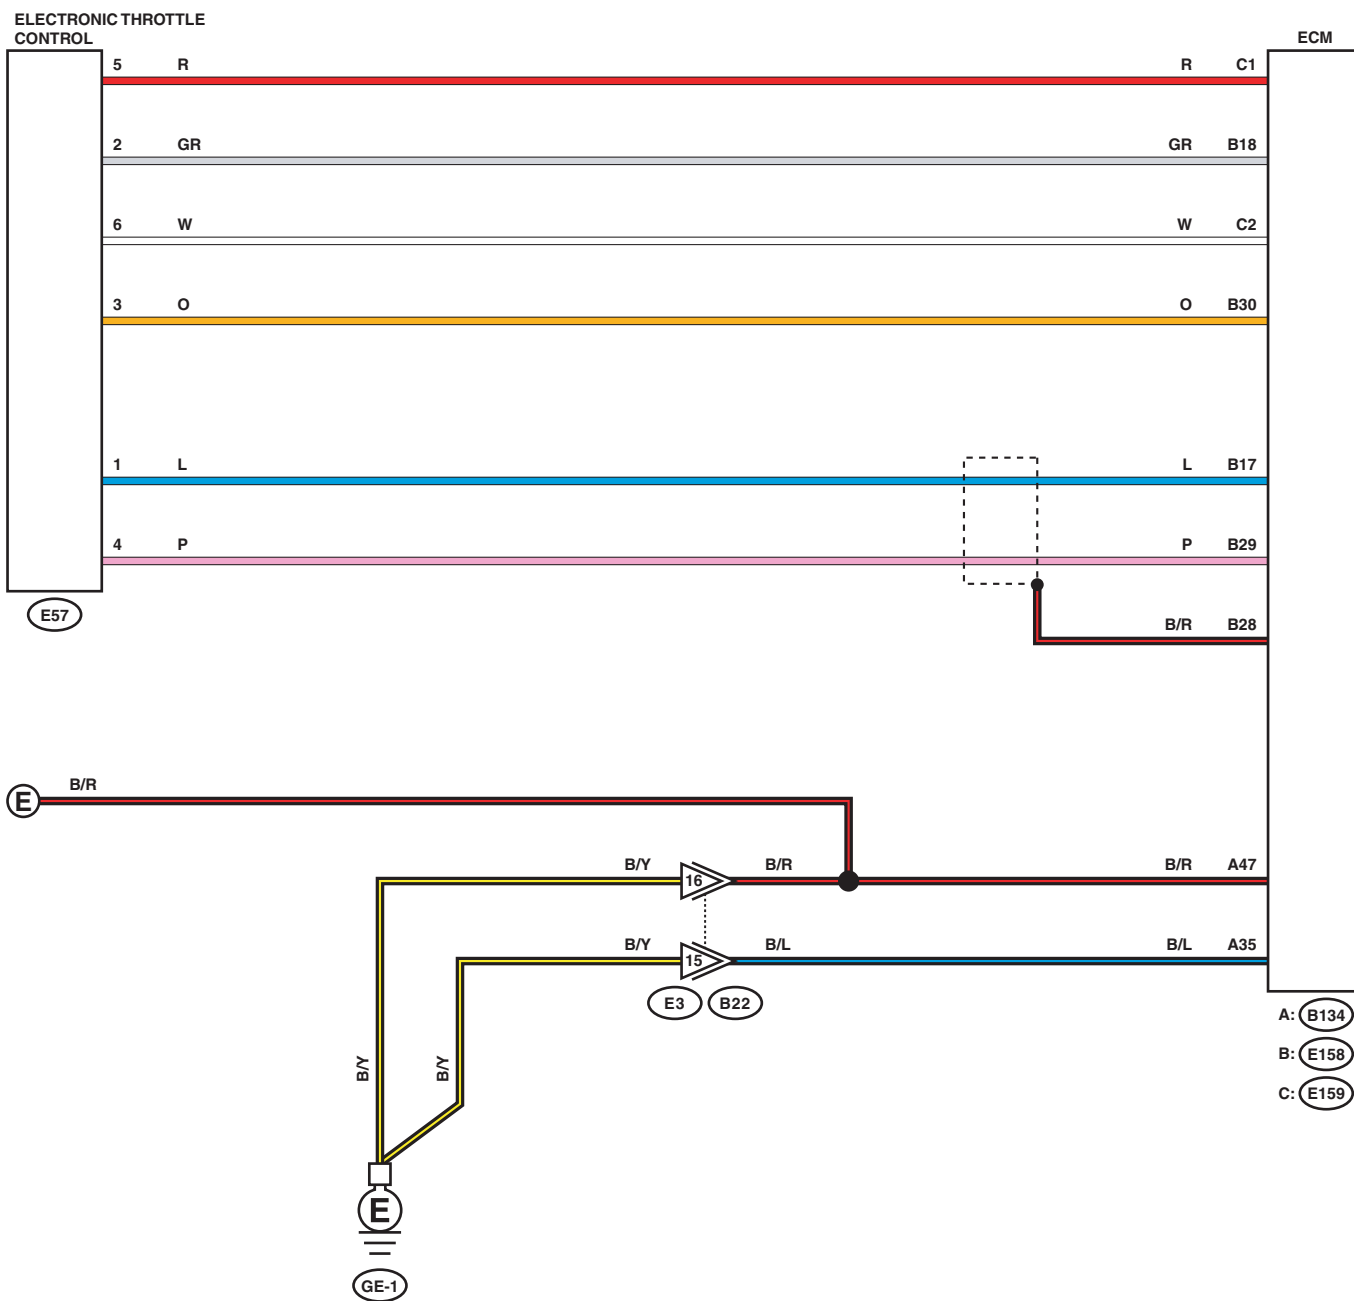 ELECTRONIC THROTTLE
CONTROL
ECM
5 R R C1
2 GR GR B18
6 W W C2
3 O O B30
1 L L B17
4 P P B29
E57
B/R B28
E B/R
B/Y 16 B/R B/R A47
B/Y 15 B/L B/L A35
E3 B22
A: B134
B: E158
C: E159
B/Y B/Y
E
GE-1